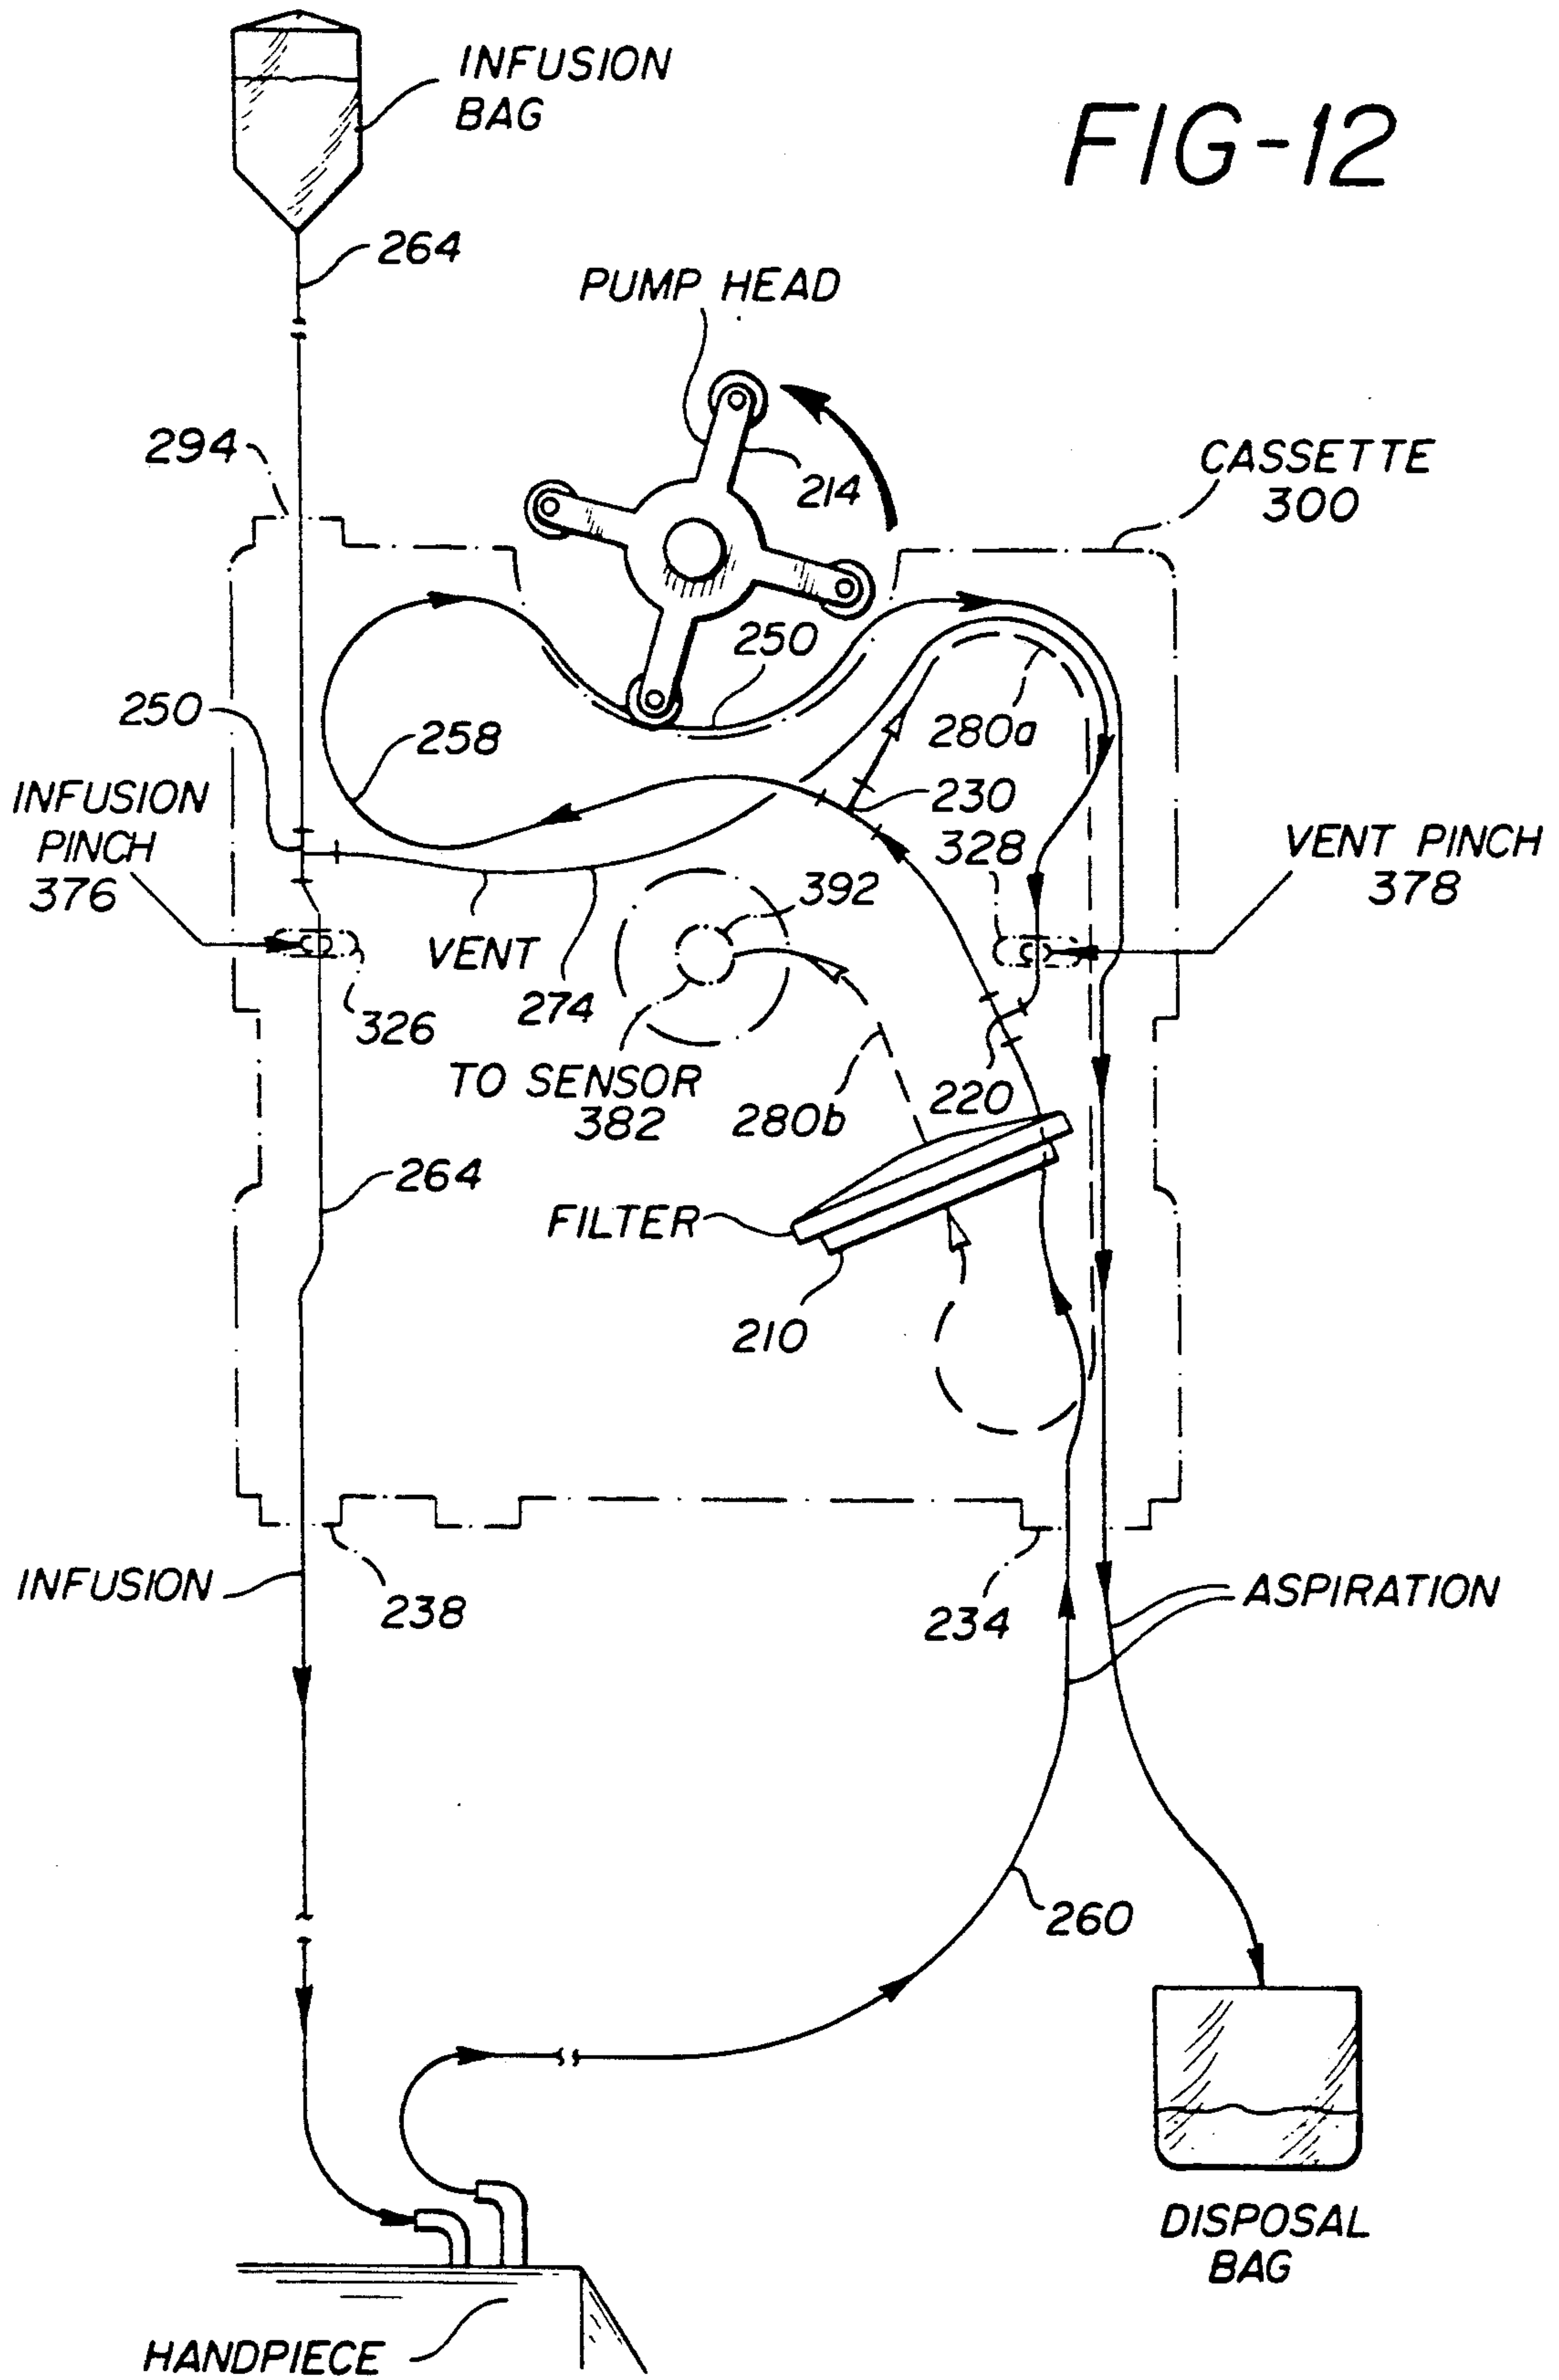 INFUSION
BAG
FIG-12
264
PUMP HEAD
294
214
CASSETTE
300
250
250
258
280a
INFUSION
PINCH
376
230
328
VENT PINCH
378
392
VENT
274
326
TO SENSOR
382
280b
220
264
FILTER
210
INFUSION
238
234
ASPIRATION
260
DISPOSAL
BAG
HANDPIECE